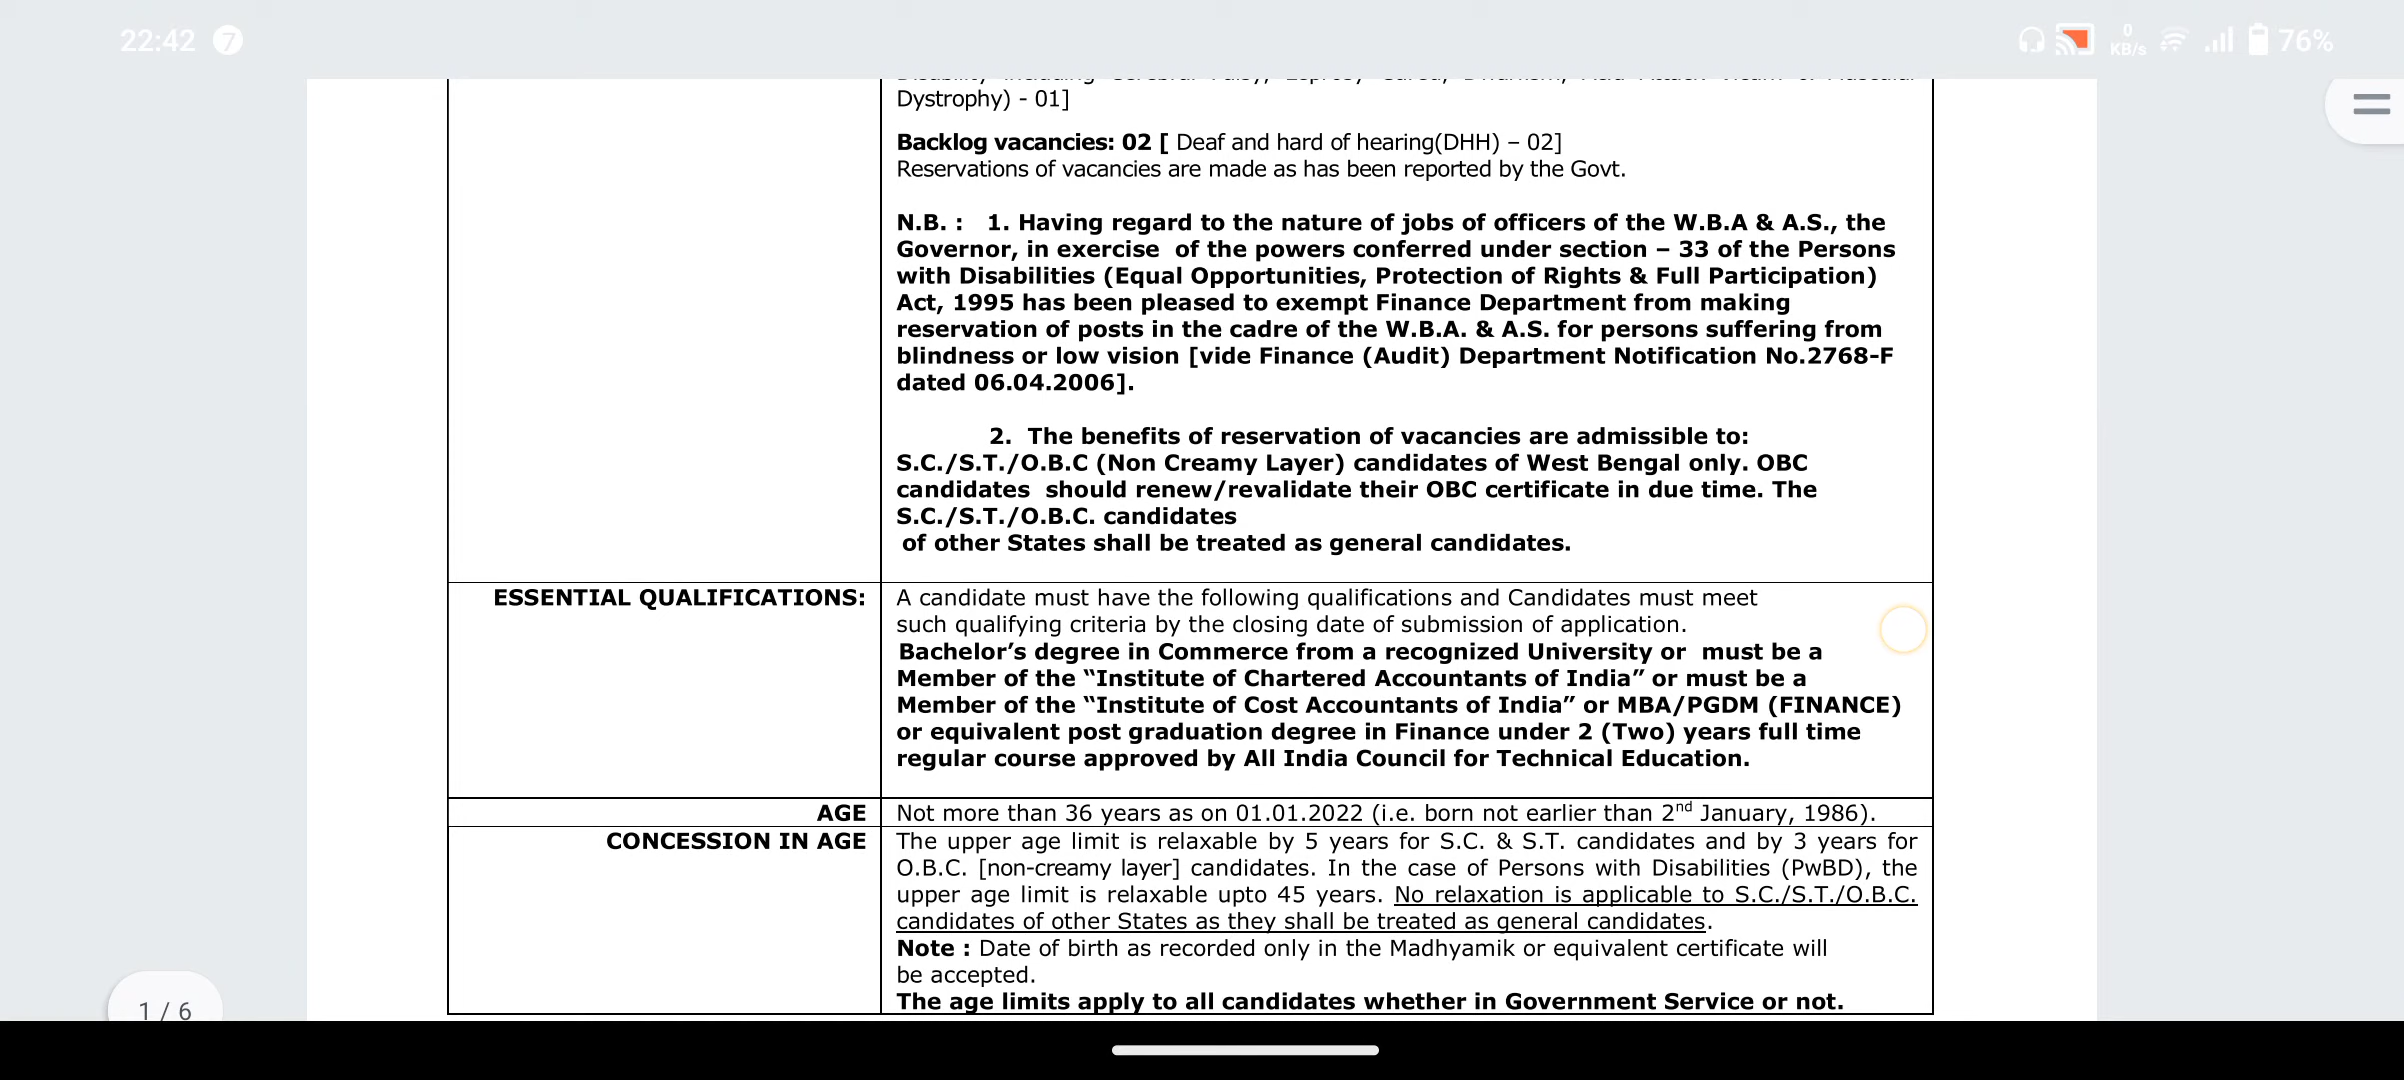 22:42 7 0 KB/s 76%
Dystrophy) - 01]
Backlog vacancies: 02 [ Deaf and hard of hearing(DHH) – 02]
Reservations of vacancies are made as has been reported by the Govt.
N.B. : 1. Having regard to the nature of jobs of officers of the W.B.A & A.S., the
Governor, in exercise of the powers conferred under section – 33 of the Persons
with Disabilities (Equal Opportunities, Protection of Rights & Full Participation)
Act, 1995 has been pleased to exempt Finance Department from making
reservation of posts in the cadre of the W.B.A. & A.S. for persons suffering from
blindness or low vision [vide Finance (Audit) Department Notification No.2768-F
dated 06.04.2006].
2. The benefits of reservation of vacancies are admissible to:
S.C./S.T./O.B.C (Non Creamy Layer) candidates of West Bengal only. OBC
candidates should renew/revalidate their OBC certificate in due time. The
S.C./S.T./O.B.C. candidates
of other States shall be treated as general candidates.
ESSENTIAL QUALIFICATIONS: A candidate must have the following qualifications and Candidates must meet
such qualifying criteria by the closing date of submission of application.
Bachelor’s degree in Commerce from a recognized University or must be a
Member of the “Institute of Chartered Accountants of India” or must be a
Member of the “Institute of Cost Accountants of India” or MBA/PGDM (FINANCE)
or equivalent post graduation degree in Finance under 2 (Two) years full time
regular course approved by All India Council for Technical Education.
AGE Not more than 36 years as on 01.01.2022 (i.e. born not earlier than 2nd January, 1986).
CONCESSION IN AGE The upper age limit is relaxable by 5 years for S.C. & S.T. candidates and by 3 years for
O.B.C. [non-creamy layer] candidates. In the case of Persons with Disabilities (PwBD), the
upper age limit is relaxable upto 45 years. No relaxation is applicable to S.C./S.T./O.B.C.
candidates of other States as they shall be treated as general candidates.
Note : Date of birth as recorded only in the Madhyamik or equivalent certificate will
be accepted.
The age limits apply to all candidates whether in Government Service or not.
1 / 6